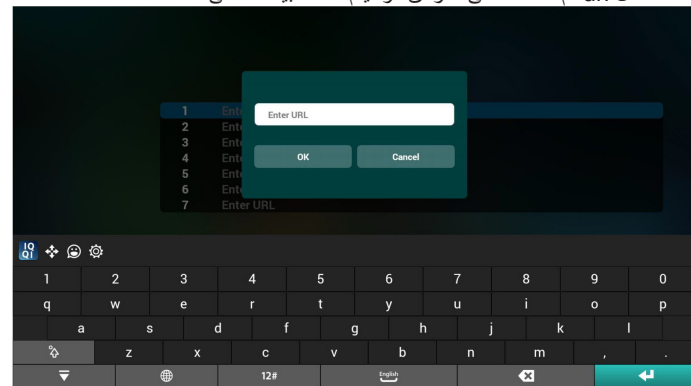 Enter URL
1 Ente
2 Ente
3 Ente
4 Ente
5 Ente
6 Ente
7 Enter URL
OK Cancel
IQ
QI
1 2 3 4 5 6 7 8 9 0
q w e r t y u i o p
a s d f g h j k l
z x c v b n m , .
12# English